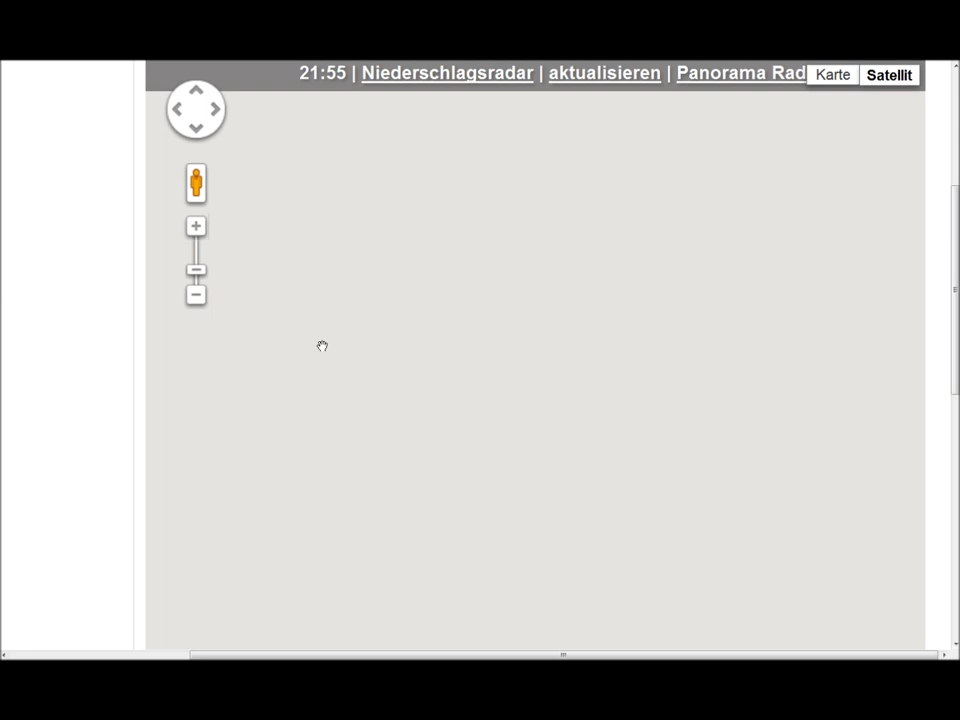 21:55 | Niederschlagsradar | aktualisieren | Panorama Rad
Karte
Satellit